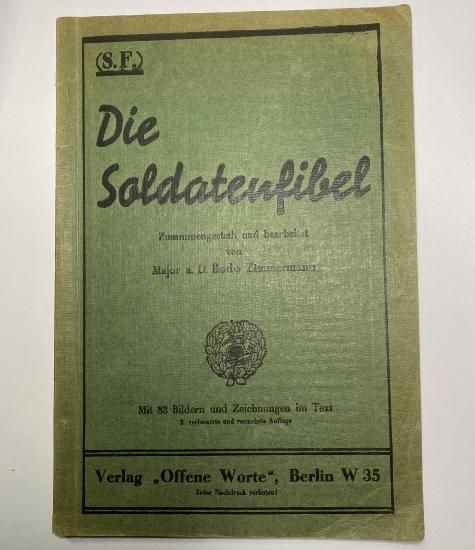 (S.F.)
Die
Soldatenfibel
Zusammengestellt und bearbeitet
von
Major a. D. Bodo Zimmermann
Mit 83 Bildern und Zeichnungen im Text
3. verbesserte und vermehrte Auflage
Verlag „Offene Worte“, Berlin W 35
Jeder Nachdruck verboten!